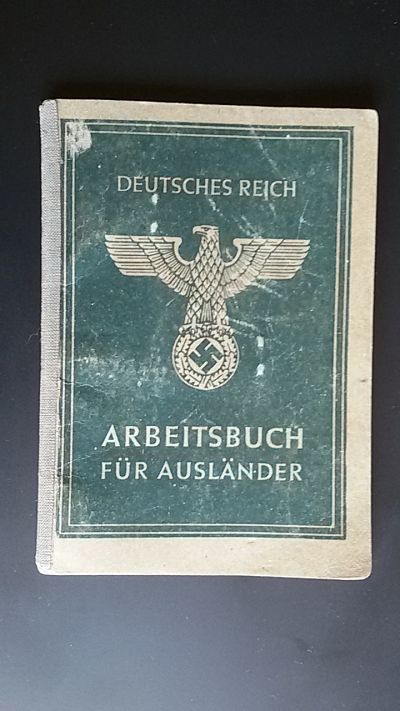 DEUTSCHES REICH
ARBEITSBUCH
FÜR AUSLÄNDER